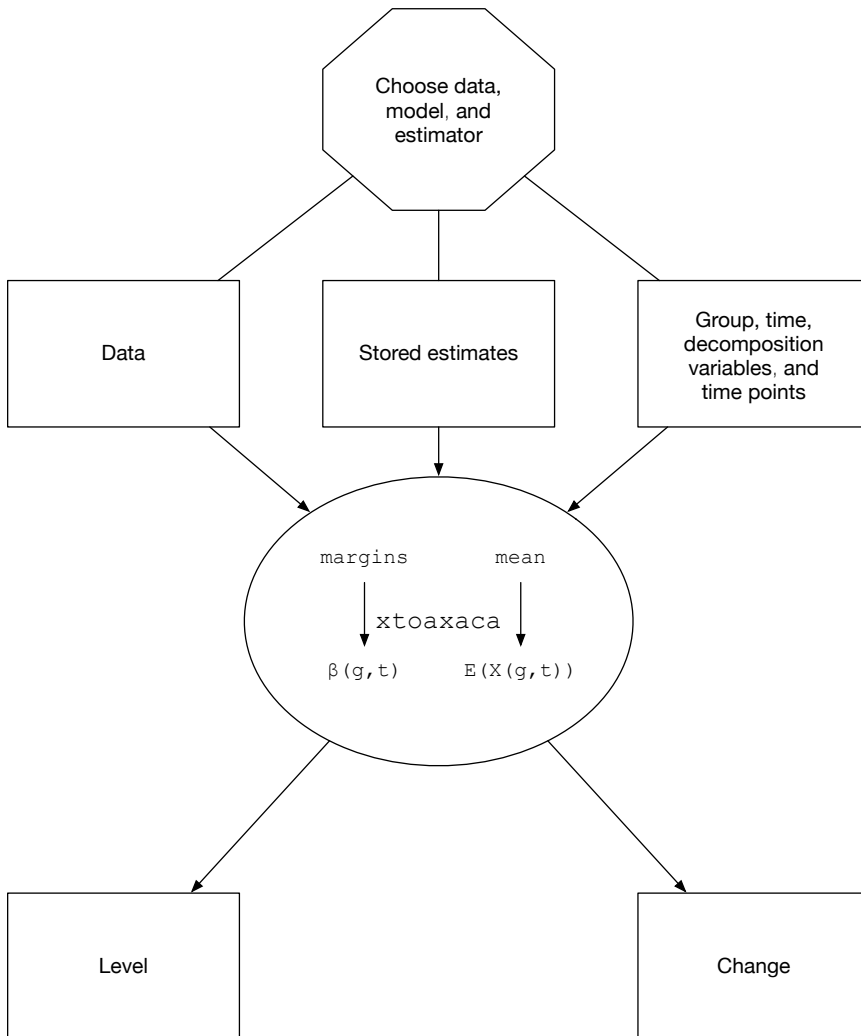 Choose data,
model, and
estimator
Data
Stored estimates
Group, time,
decomposition
variables, and
time points
margins
mean
xtoaxaca
β(g,t)
E(X(g,t))
Level
Change